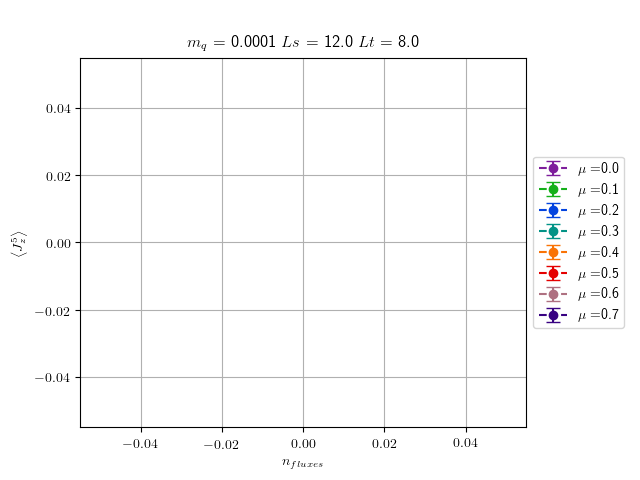 m_q = 0.0001 Ls = 12.0 Lt = 8.0
0.04
0.02
0.00
−0.02
−0.04
⟨J_z^5⟩
−0.04 −0.02 0.00 0.02 0.04
n_{fluxes}
μ =0.0
μ =0.1
μ =0.2
μ =0.3
μ =0.4
μ =0.5
μ =0.6
μ =0.7